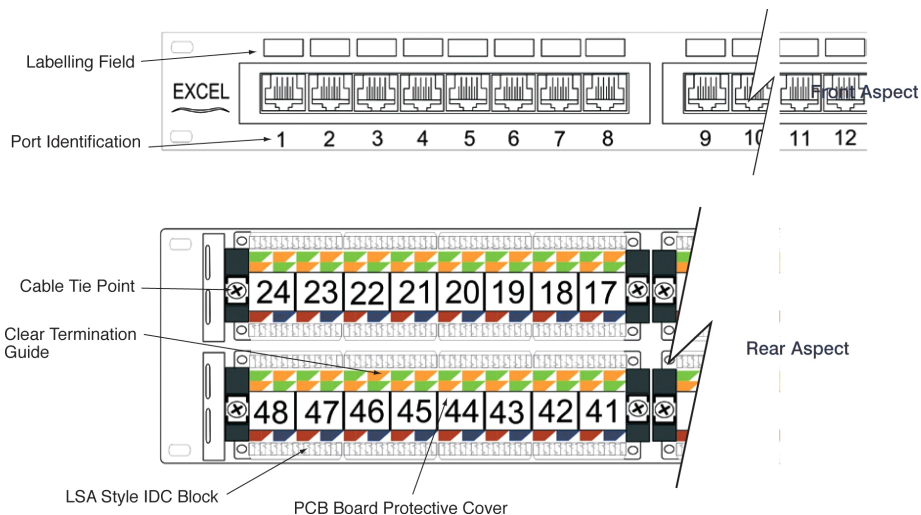 Labelling Field
EXCEL
Front Aspect
Port Identification
1 2 3 4 5 6 7 8 9 10 11 12
Cable Tie Point
24 23 22 21 20 19 18 17
Clear Termination
Guide
Rear Aspect
48 47 46 45 44 43 42 41
LSA Style IDC Block
PCB Board Protective Cover